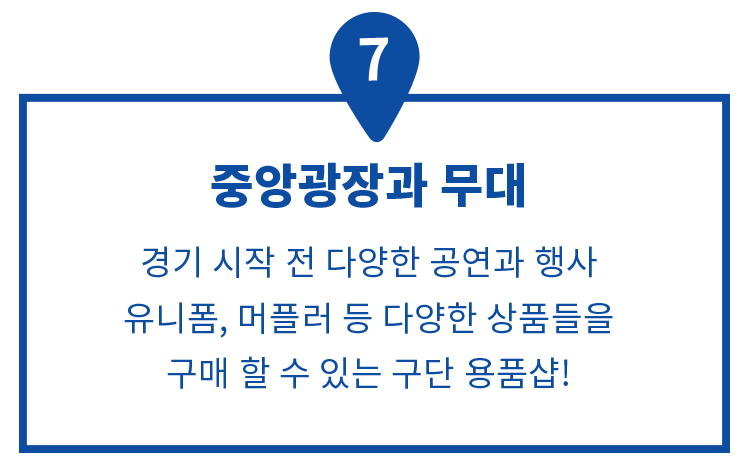 7
중앙광장과 무대
경기 시작 전 다양한 공연과 행사
유니폼, 머플러 등 다양한 상품들을
구매 할 수 있는 구단 용품샵!